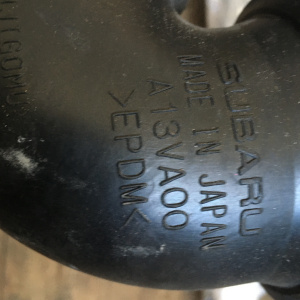 SUBARU
MADE IN JAPAN
A13VA00
>EPDM<